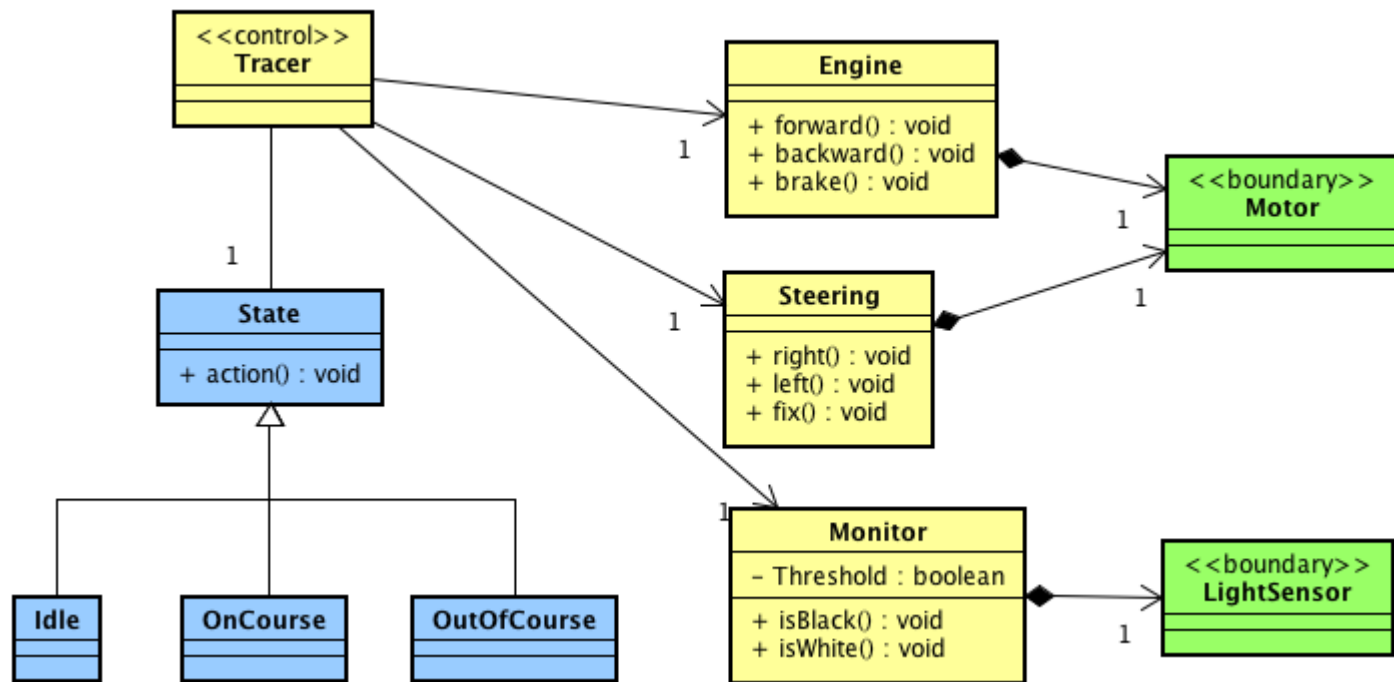 <<control>>
Tracer
Engine
+ forward() : void
+ backward() : void
+ brake() : void
1
<<boundary>>
Motor
1
1
State
+ action() : void
1
Steering
+ right() : void
+ left() : void
+ fix() : void
1
1
Monitor
- Threshold : boolean
+ isBlack() : void
+ isWhite() : void
<<boundary>>
LightSensor
1
Idle
OnCourse
OutOfCourse